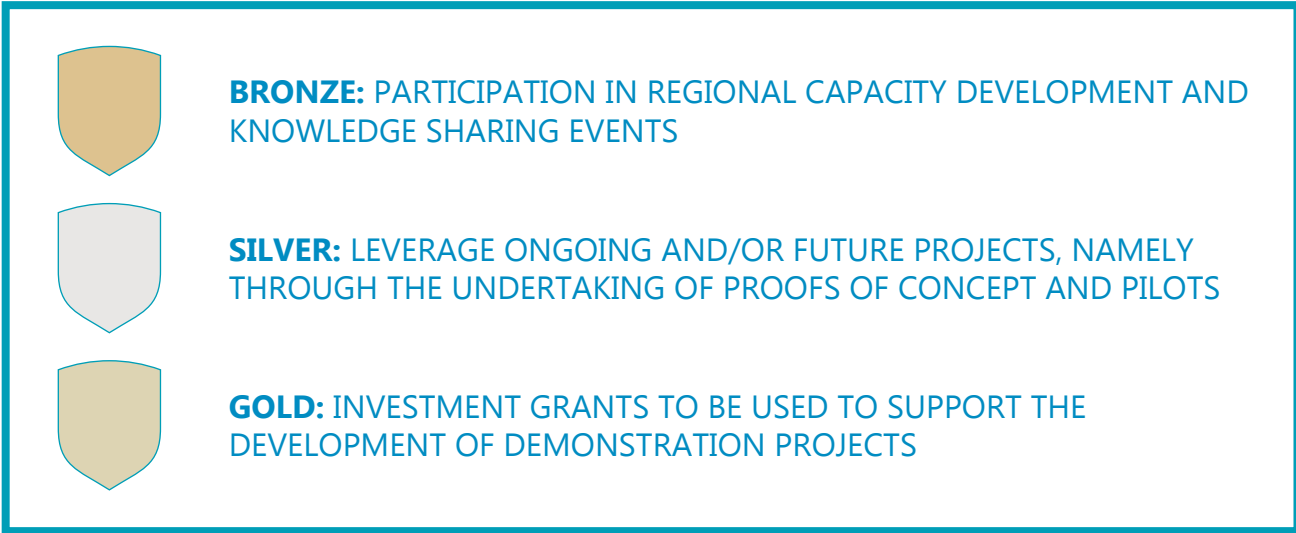 BRONZE: PARTICIPATION IN REGIONAL CAPACITY DEVELOPMENT AND
KNOWLEDGE SHARING EVENTS
SILVER: LEVERAGE ONGOING AND/OR FUTURE PROJECTS, NAMELY
THROUGH THE UNDERTAKING OF PROOFS OF CONCEPT AND PILOTS
GOLD: INVESTMENT GRANTS TO BE USED TO SUPPORT THE
DEVELOPMENT OF DEMONSTRATION PROJECTS